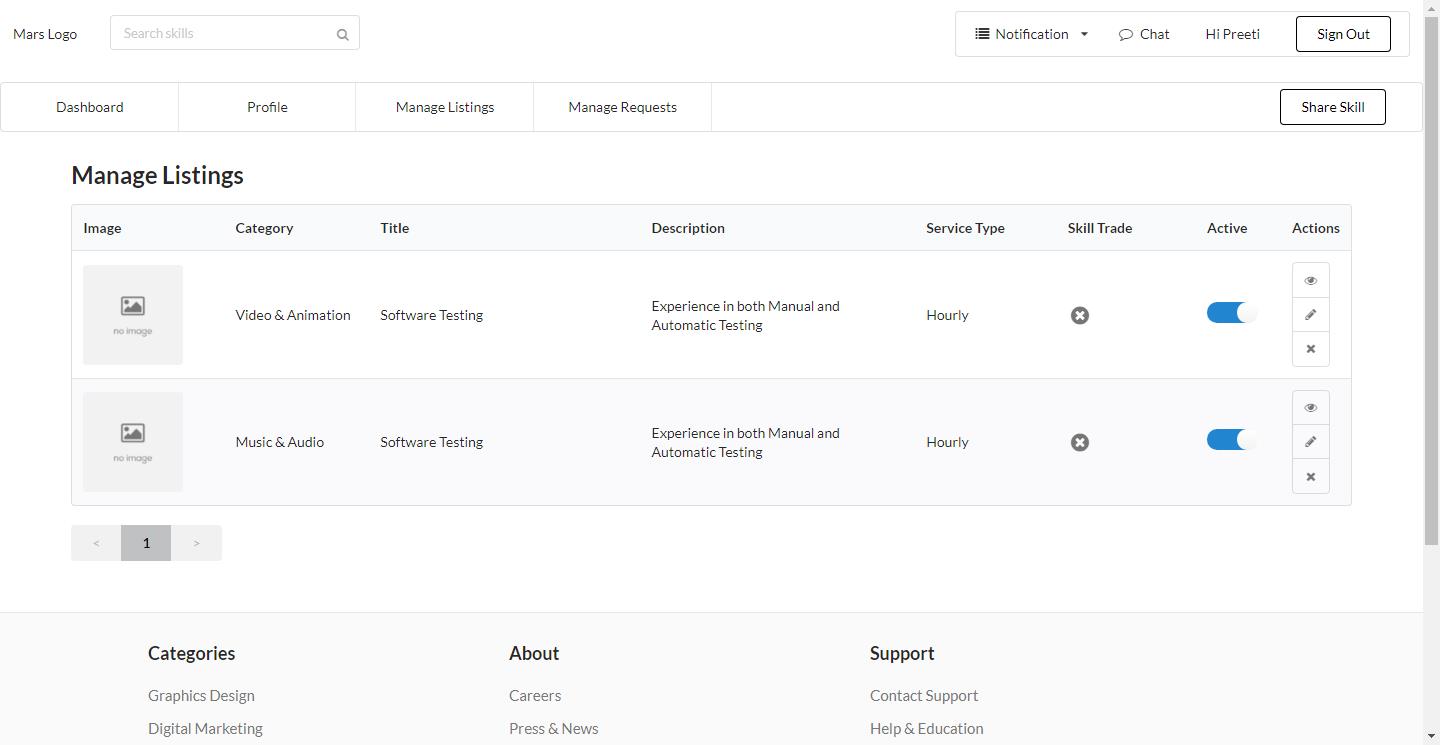 Mars Logo
Search skills
Notification
Chat
Hi Preeti
Sign Out
Dashboard
Profile
Manage Listings
Manage Requests
Share Skill
Manage Listings
Image
Category
Title
Description
Service Type
Skill Trade
Active
Actions
no image
Video & Animation
Software Testing
Experience in both Manual and
Automatic Testing
Hourly
no image
Music & Audio
Software Testing
Experience in both Manual and
Automatic Testing
Hourly
< 1 >
Categories
About
Support
Graphics Design
Careers
Contact Support
Digital Marketing
Press & News
Help & Education